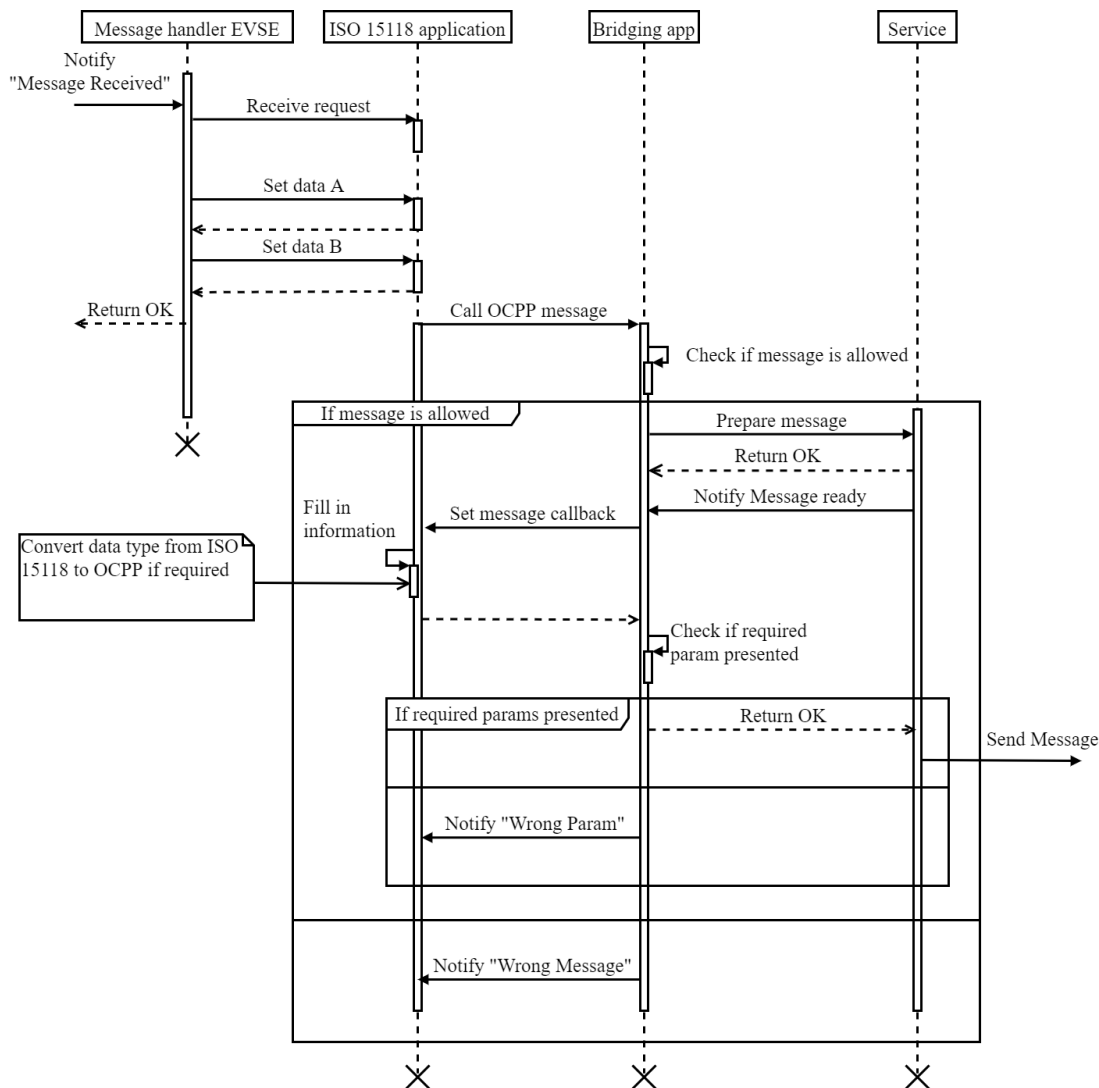 Message handler EVSE
ISO 15118 application
Bridging app
Service
Notify
"Message Received"
Receive request
Set data A
Set data B
Return OK
Call OCPP message
Check if message is allowed
If message is allowed
Prepare message
Return OK
Notify Message ready
Set message callback
Fill in
information
Convert data type from ISO
15118 to OCPP if required
Check if required
param presented
If required params presented
Return OK
Send Message
Notify "Wrong Param"
Notify "Wrong Message"